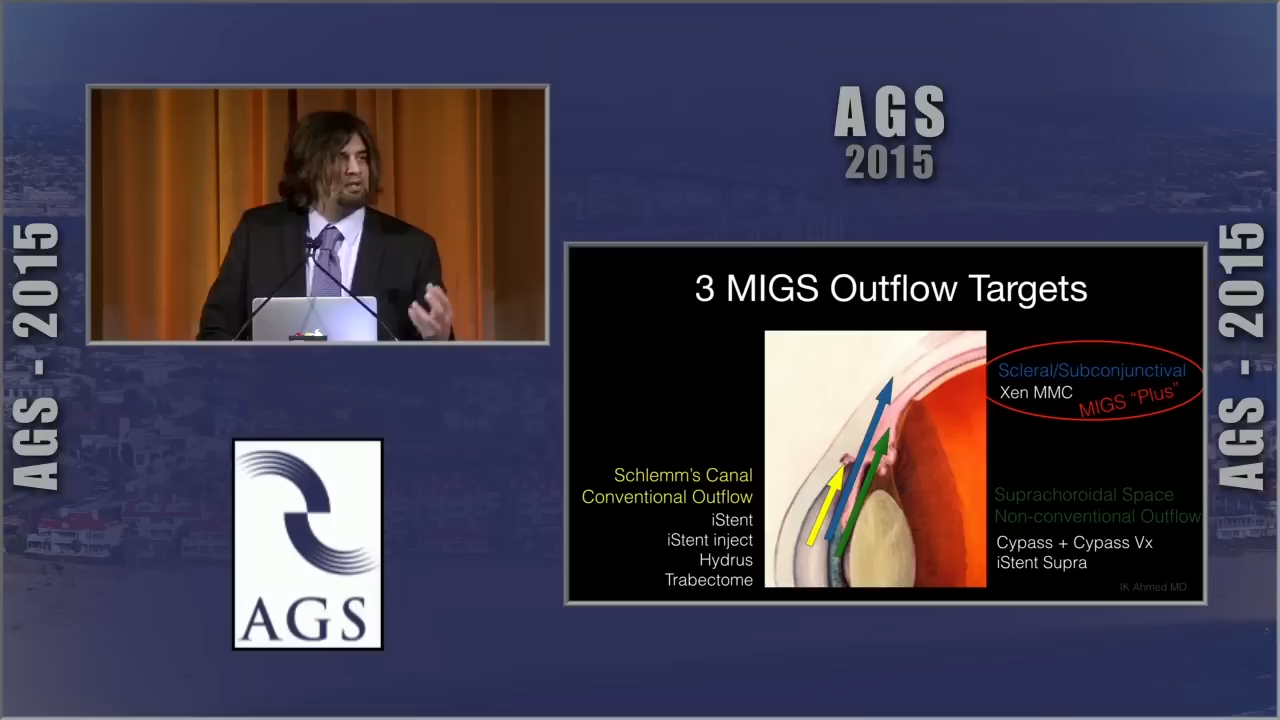 AGS - 2015
AGS
2015
AGS - 2015
3 MIGS Outflow Targets
Scleral/Subconjunctival
Xen MMC
MIGS “Plus”
Schlemm’s Canal
Conventional Outflow
iStent
iStent inject
Hydrus
Trabectome
Suprachoroidal Space
Non-conventional Outflow
Cypass + Cypass Vx
iStent Supra
IK Ahmed MD
AGS